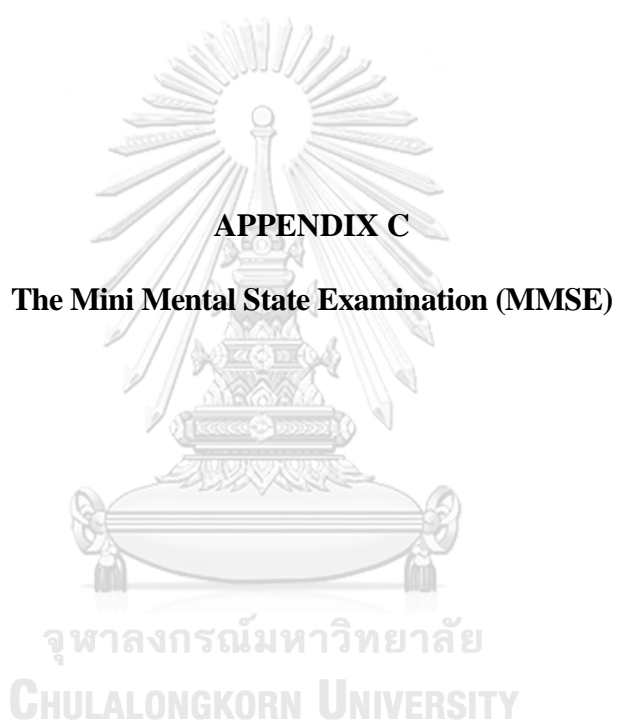 APPENDIX C
The Mini Mental State Examination (MMSE)
จุฬาลงกรณ์มหาวิทยาลัย
CHULALONGKORN UNIVERSITY